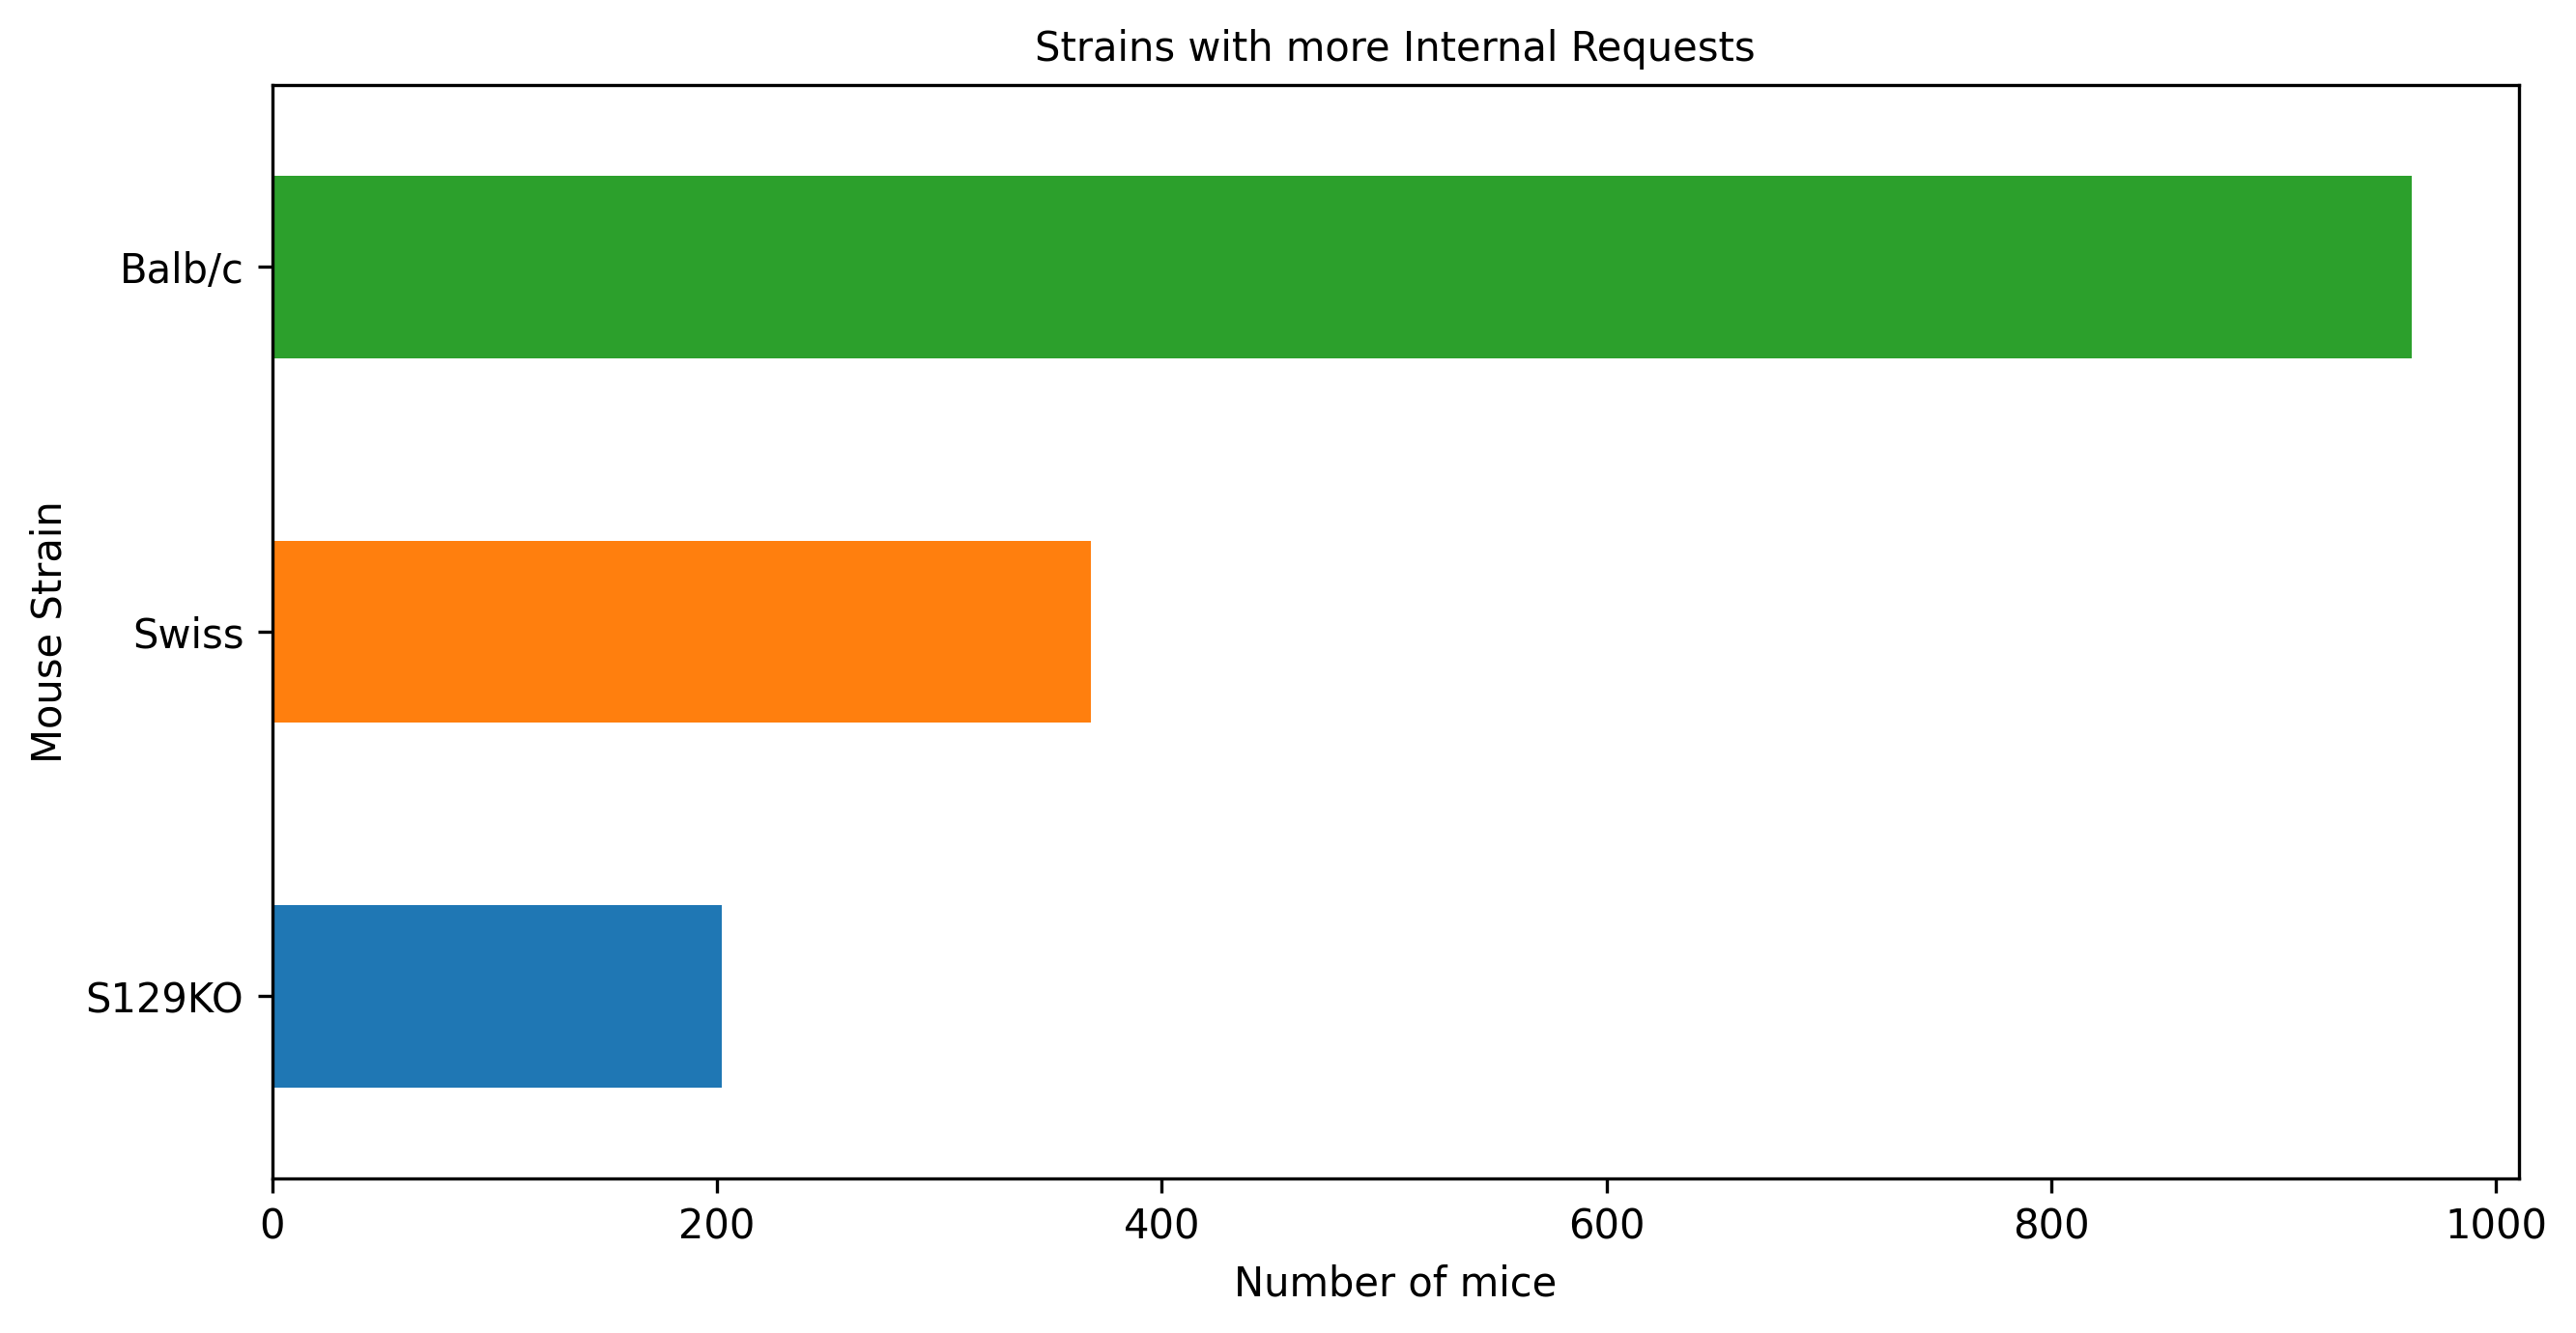 Strains with more Internal Requests
Mouse Strain
Balb/c
Swiss
S129KO
0 200 400 600 800 1000
Number of mice